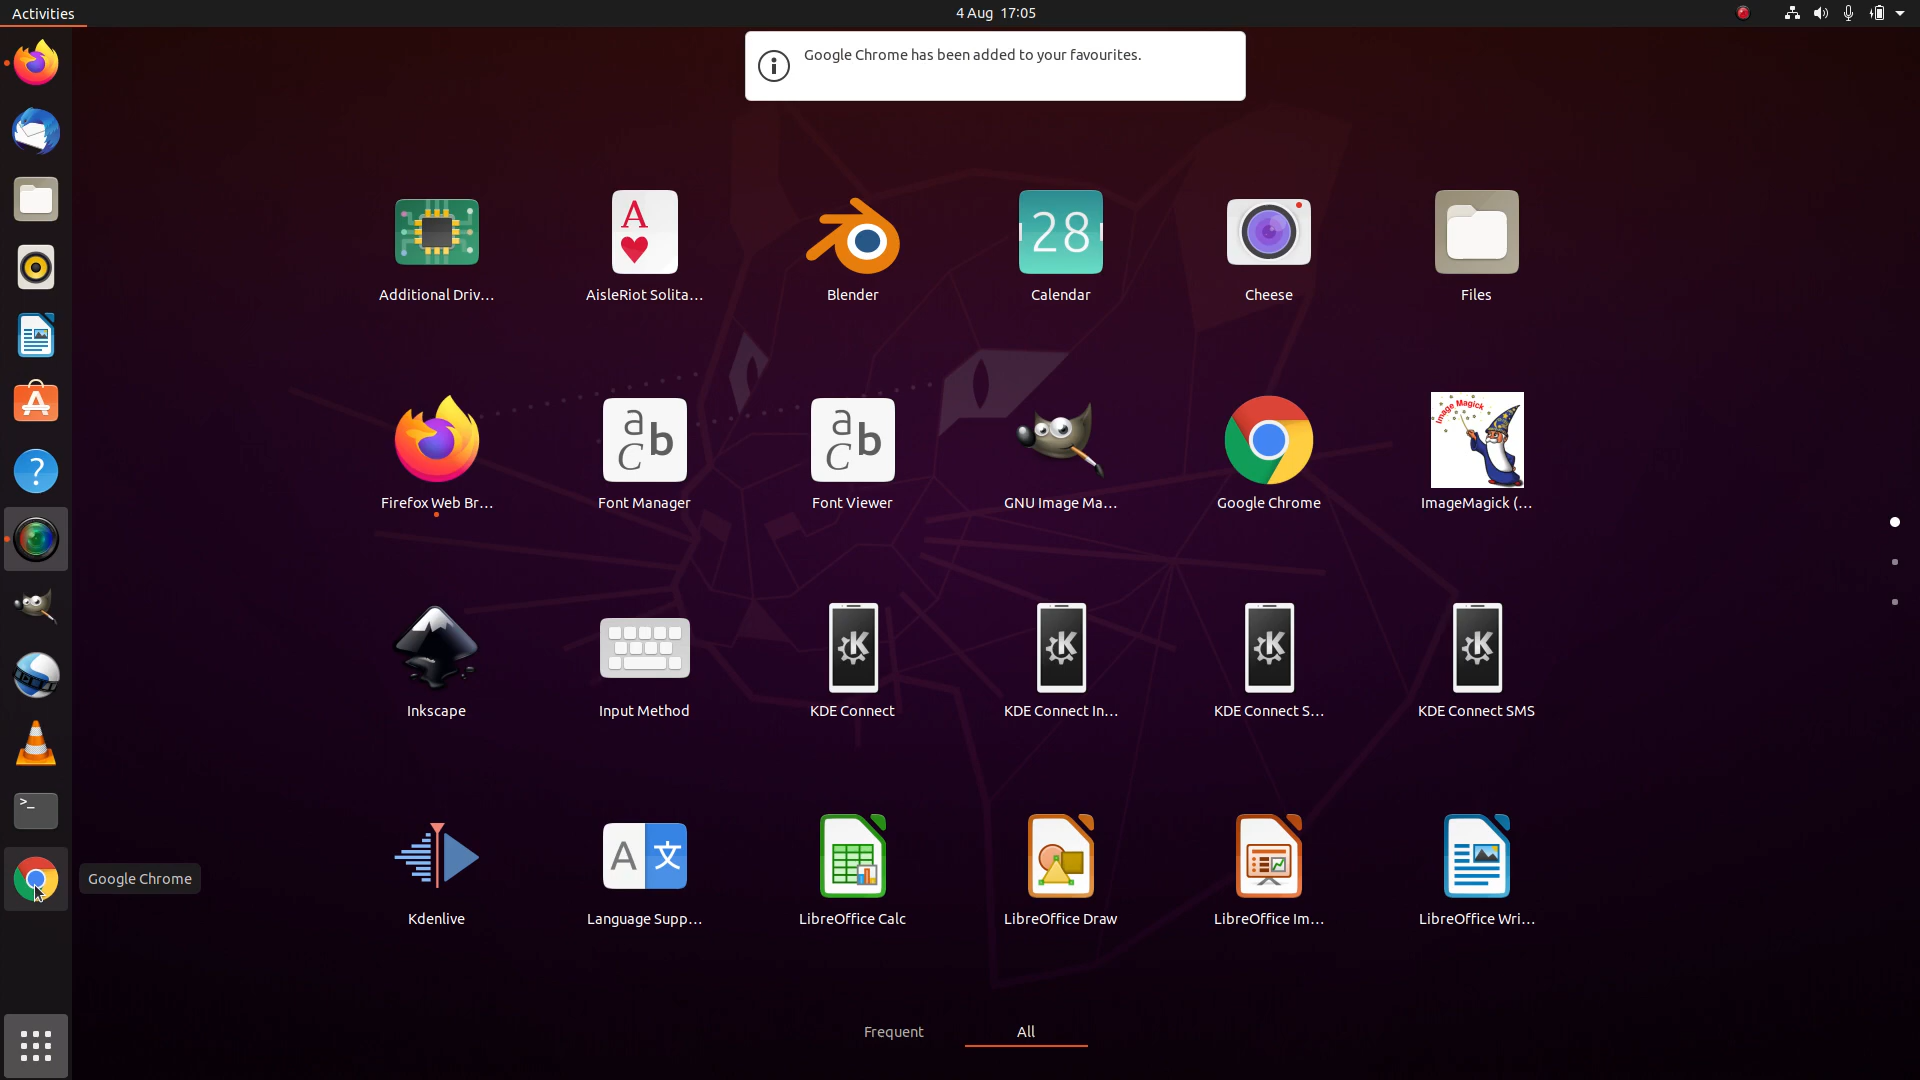 Activities
4 Aug 17:05
Google Chrome has been added to your favourites.
28
Additional Driv...
AisleRiot Solita...
Blender
Calendar
Cheese
Files
A
a b c
a b c
Image Magick
Firefox Web Br...
Font Manager
Font Viewer
GNU Image Ma...
Google Chrome
ImageMagick (...
K
K
K
K
Inkscape
Input Method
KDE Connect
KDE Connect In...
KDE Connect S...
KDE Connect SMS
A 文
Kdenlive
Language Supp...
LibreOffice Calc
LibreOffice Draw
LibreOffice Im...
LibreOffice Wri...
?
>_
Google Chrome
Frequent
All